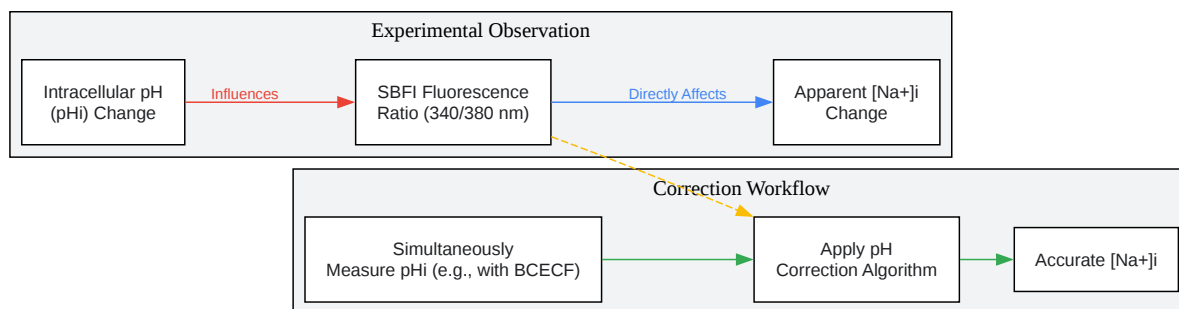 Experimental Observation
Intracellular pH
(pHi) Change
Influences
SBFI Fluorescence
Ratio (340/380 nm)
Directly Affects
Apparent [Na+]i
Change
Correction Workflow
Simultaneously
Measure pHi (e.g., with BCECF)
Apply pH
Correction Algorithm
Accurate [Na+]i